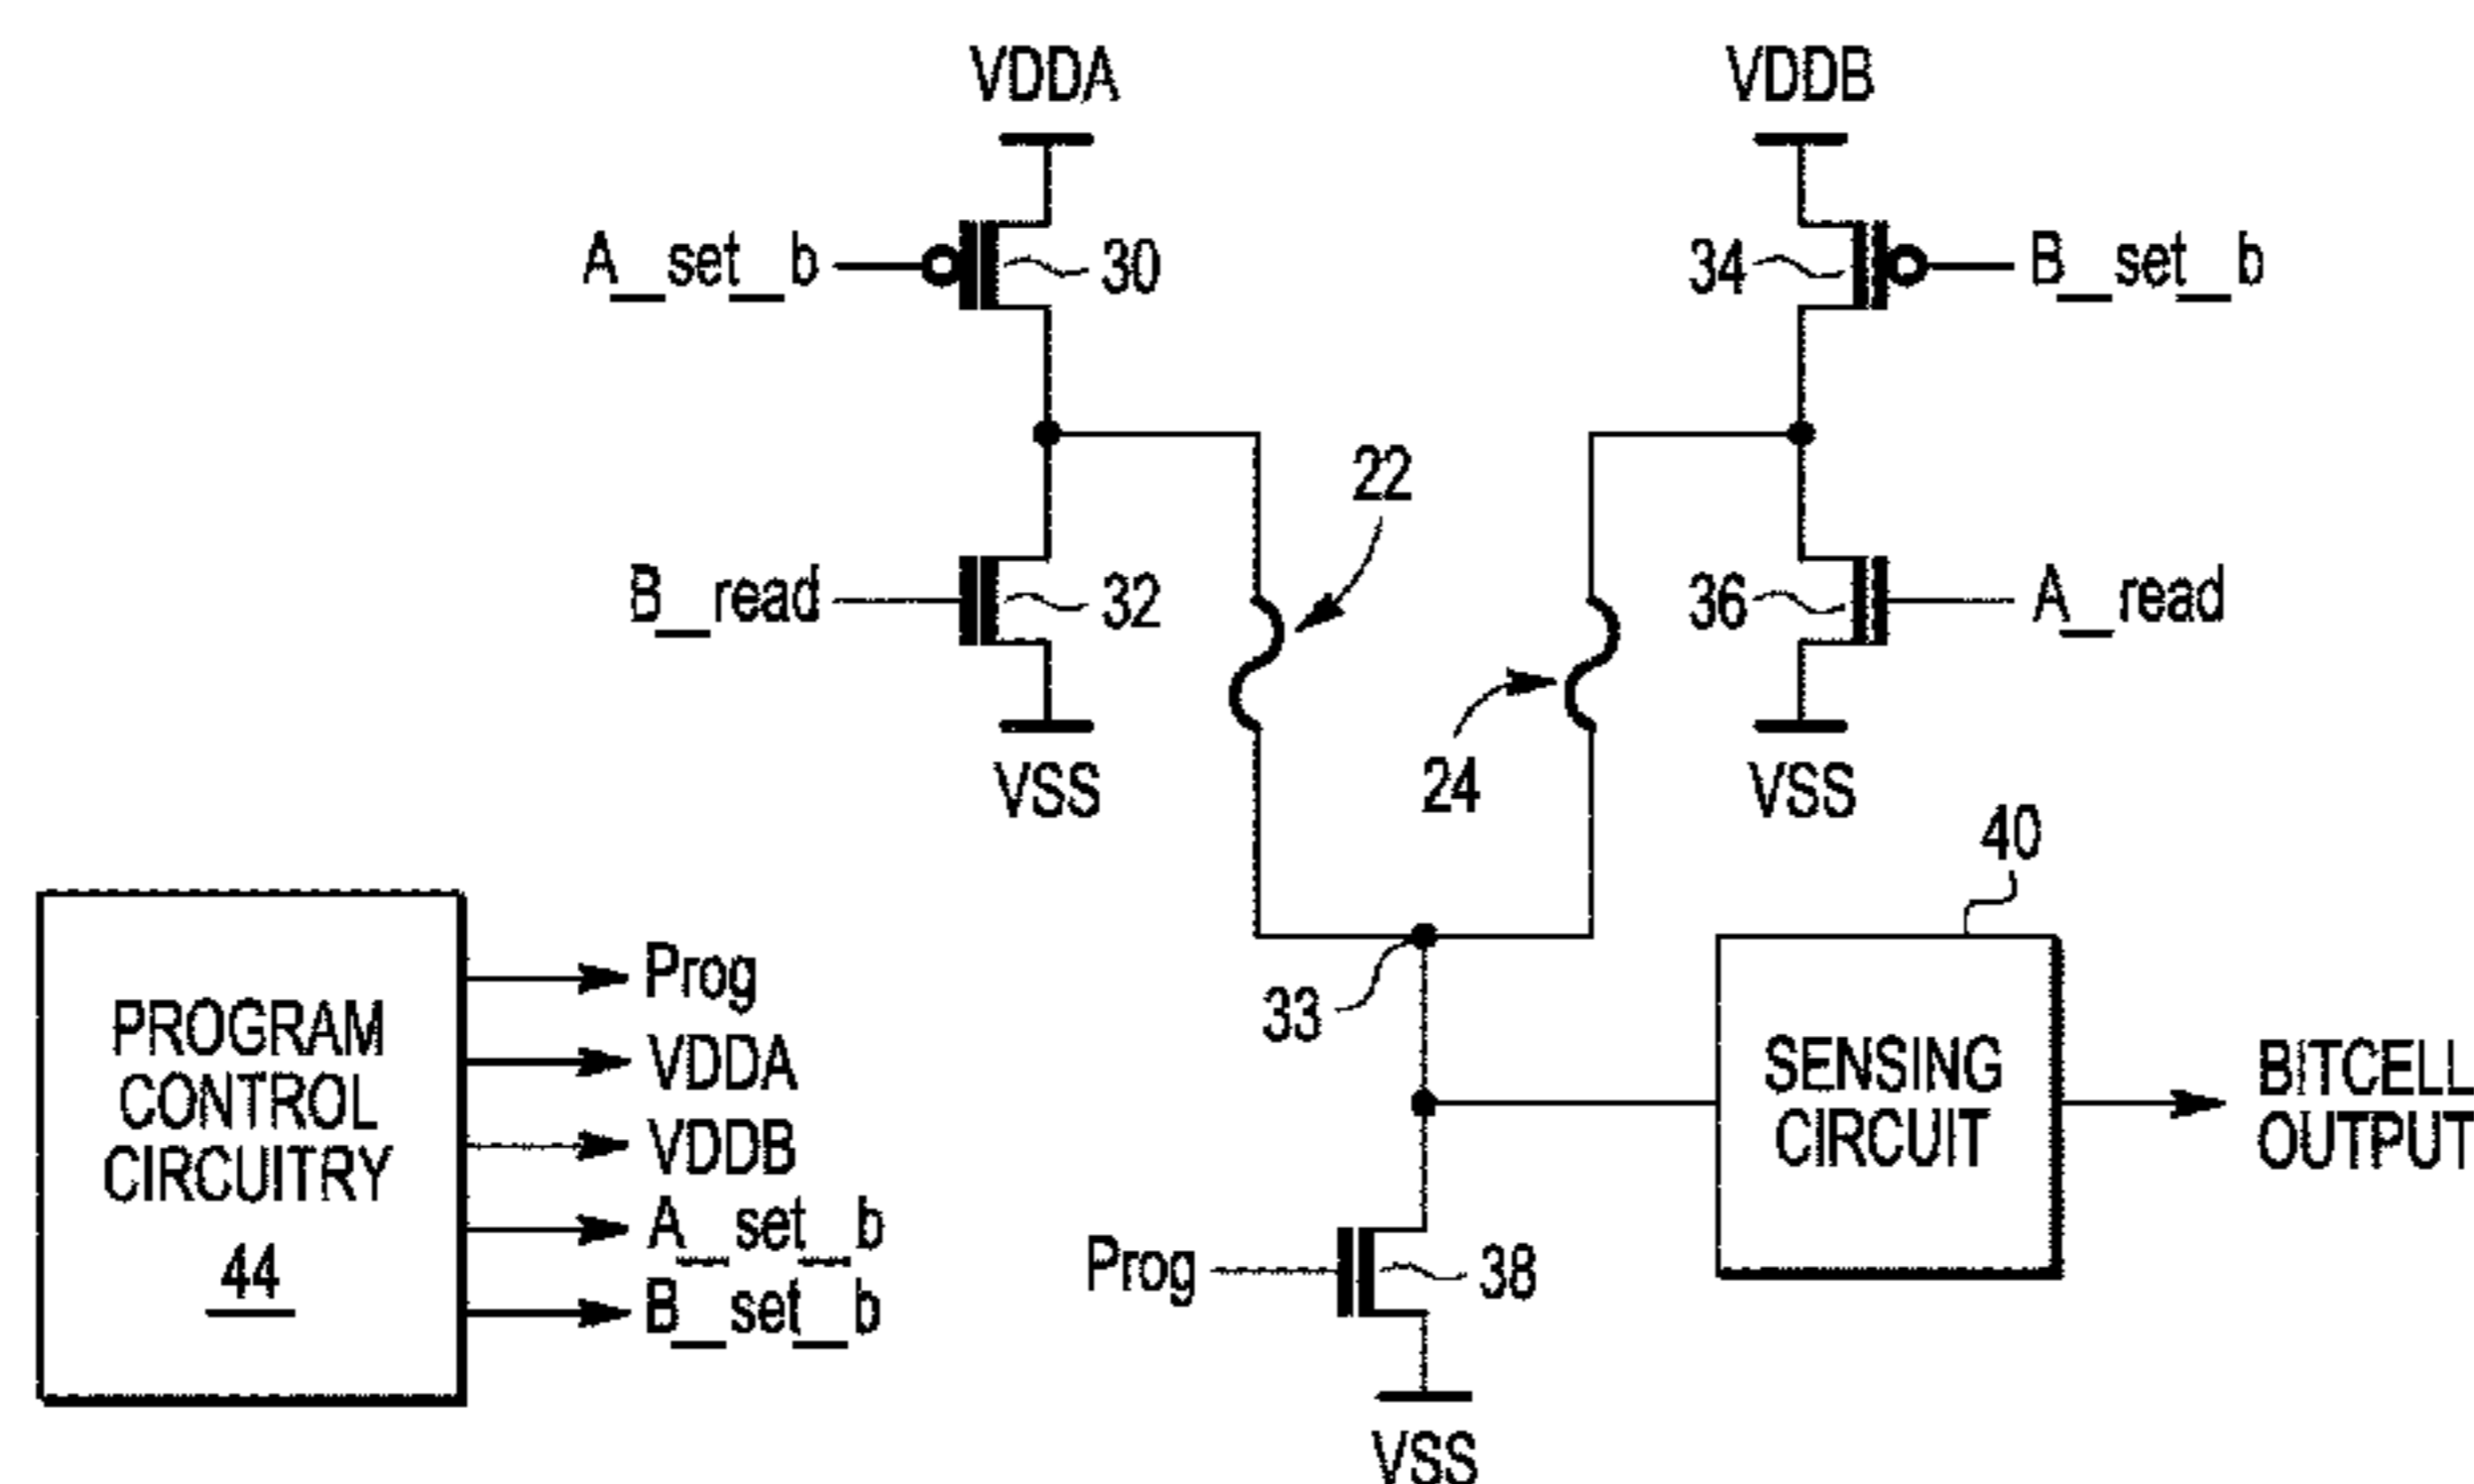 VDDA
VDDB
A_set_b
30
34
B_set_b
22
B_read
32
36
A_read
24
VSS
VSS
40
33
PROGRAM
CONTROL
CIRCUITRY
44
Prog
VDDA
VDDB
A_set_b
B_set_b
SENSING
CIRCUIT
BITCELL
OUTPUT
Prog
38
VSS